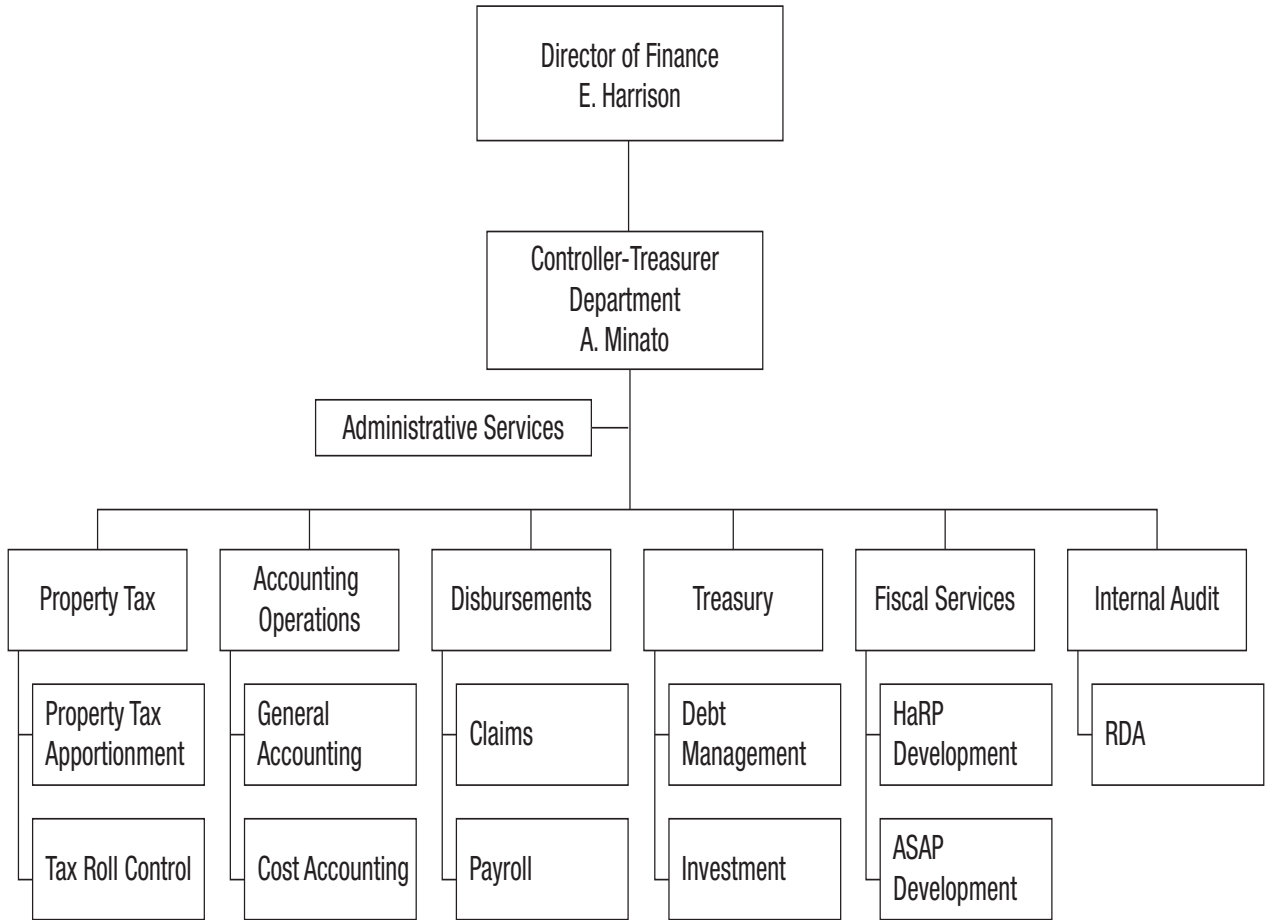 Director of Finance
E. Harrison
Controller-Treasurer
Department
A. Minato
Administrative Services
Property Tax
Accounting
Operations
Disbursements
Treasury
Fiscal Services
Internal Audit
Property Tax
Apportionment
General
Accounting
Claims
Debt
Management
HaRP
Development
RDA
Tax Roll Control
Cost Accounting
Payroll
Investment
ASAP
Development